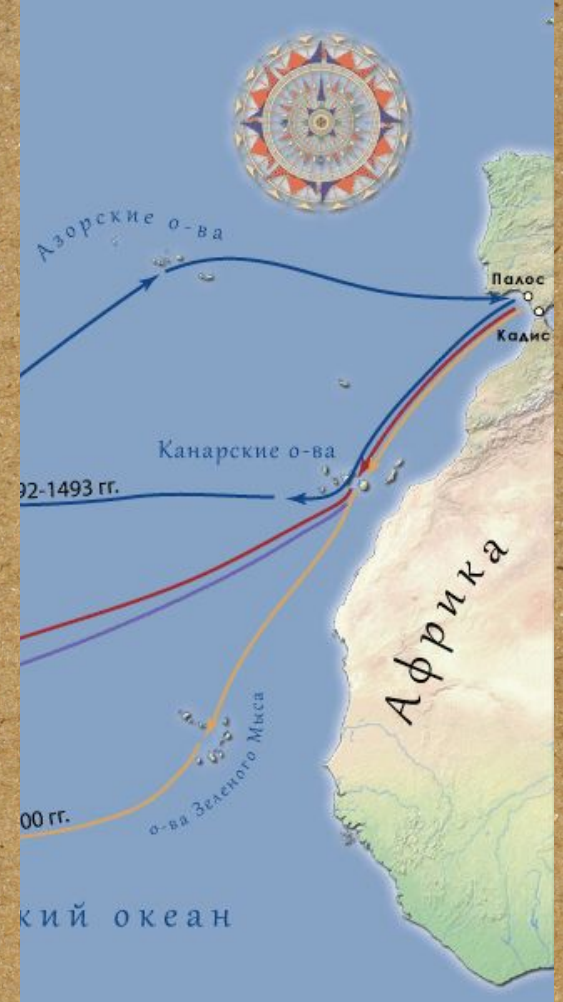 Азорские о-ва
Палос
Кадис
Канарские о-ва
92-1493 гг.
Африка
о-ва Зеленого Мыса
00 гг.
кий океан